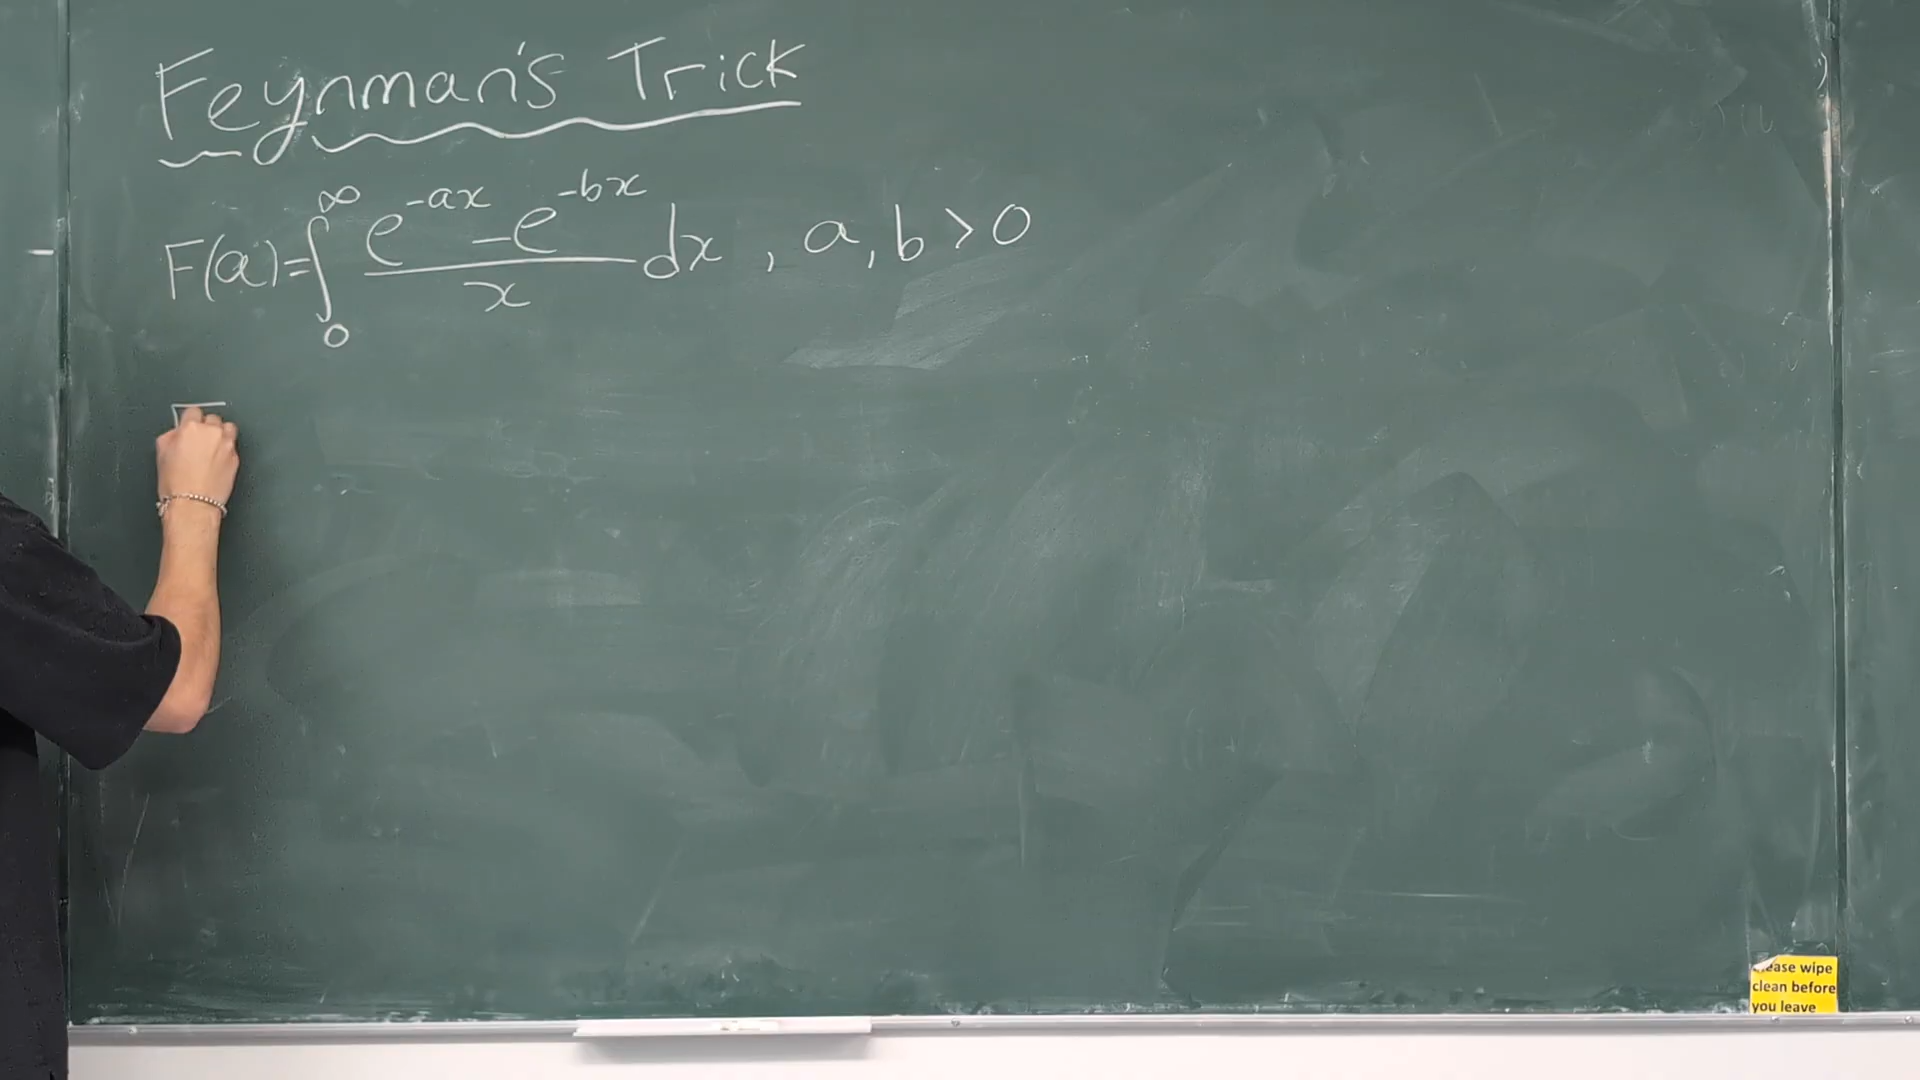 Feynman's Trick
F(a)=∫₀^∞ (e^{-ax} - e^{-bx})/x dx , a, b > 0
Please wipe
clean before
you leave